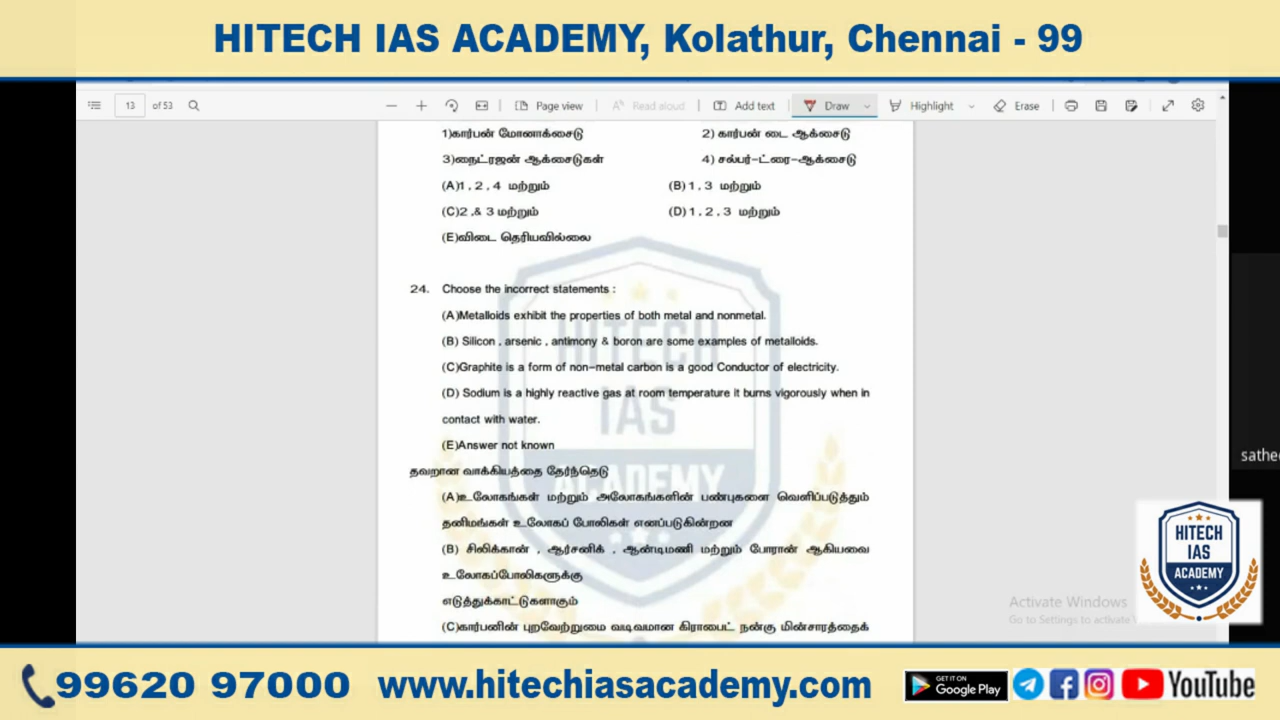 HITECH IAS ACADEMY, Kolathur, Chennai - 99
13 of 53 Page view Read aloud Add text Draw Highlight Erase
1)கார்பன் மோனாக்சைடு 2) கார்பன் டை ஆக்சைடு
3)நைட்ரஜன் ஆக்சைடுகள் 4) சல்பர்-ட்ரை-ஆக்சைடு
(A)1 , 2 , 4 மற்றும் (B) 1 , 3 மற்றும்
(C)2 ,& 3 மற்றும் (D) 1 , 2 , 3 மற்றும்
(E)விடை தெரியவில்லை
24. Choose the incorrect statements :
(A)Metalloids exhibit the properties of both metal and nonmetal.
(B) Silicon , arsenic , antimony & boron are some examples of metalloids.
(C)Graphite is a form of non-metal carbon is a good Conductor of electricity.
(D) Sodium is a highly reactive gas at room temperature it burns vigorously when in
contact with water.
(E)Answer not known
தவறான வாக்கியத்தை தேர்ந்தெடு
(A)உலோகங்கள் மற்றும் அலோகங்களின் பண்புகளை வெளிப்படுத்தும்
தனிமங்கள் உலோகப் போலிகள் எனப்படுகின்றன
(B) சிலிக்கான் , ஆர்சனிக் , ஆண்டிமணி மற்றும் போரான் ஆகியவை
உலோகப்போலிகளுக்கு
எடுத்துக்காட்டுகளாகும்
(C)கார்பனின் புறவேற்றுமை வடிவமான கிராபைட் நன்கு மின்சாரத்தைக்
HITECH
IAS
ACADEMY
sathee
HITECH
IAS
ACADEMY
Activate Windows
Go to Settings to activate
99620 97000 www.hitechiasacademy.com GET IT ON Google Play YouTube